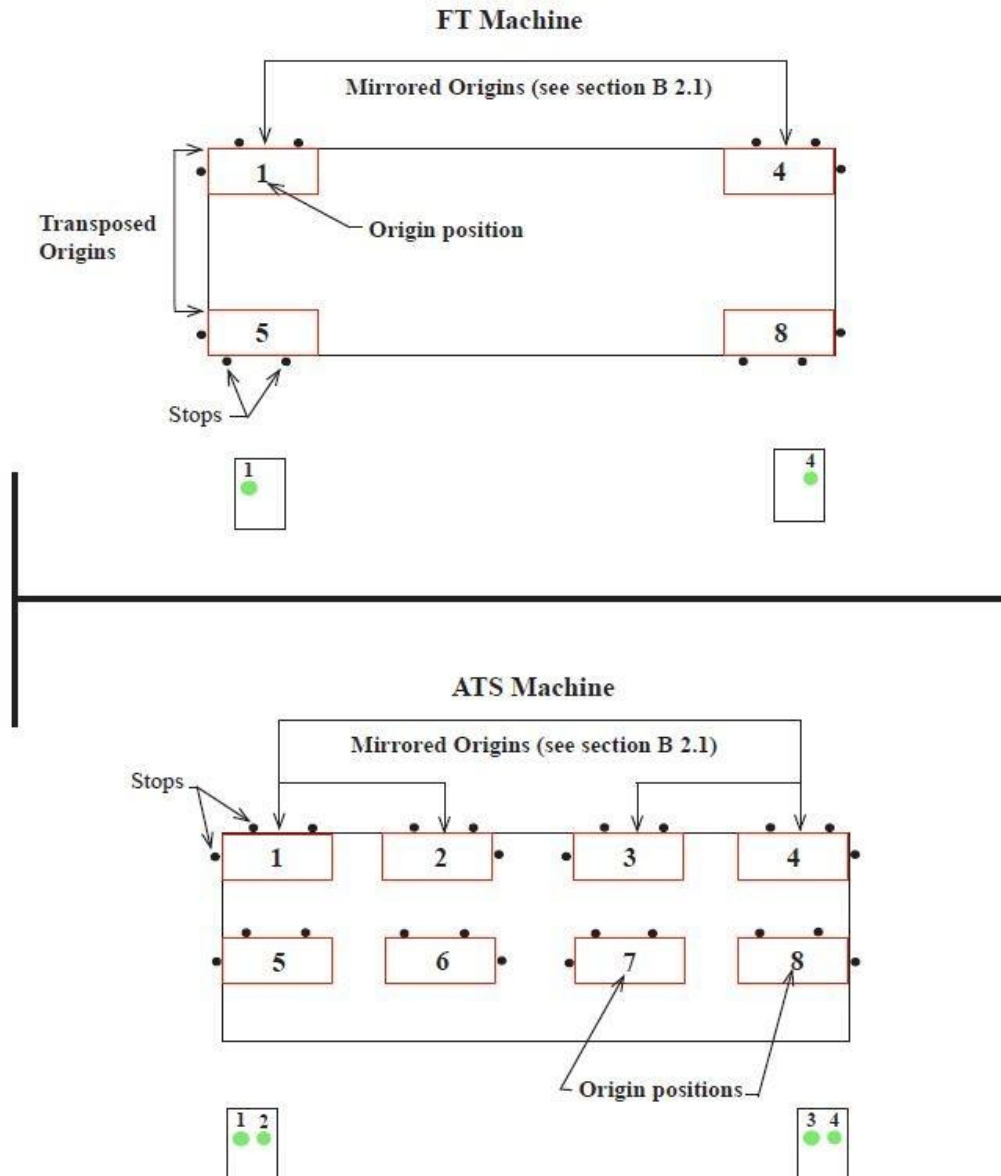 FT Machine
Mirrored Origins (see section B 2.1)
1
4
Transposed
Origins
Origin position
5
8
Stops
1
4
ATS Machine
Mirrored Origins (see section B 2.1)
Stops
1
2
3
4
5
6
7
8
Origin positions
1 2
3 4